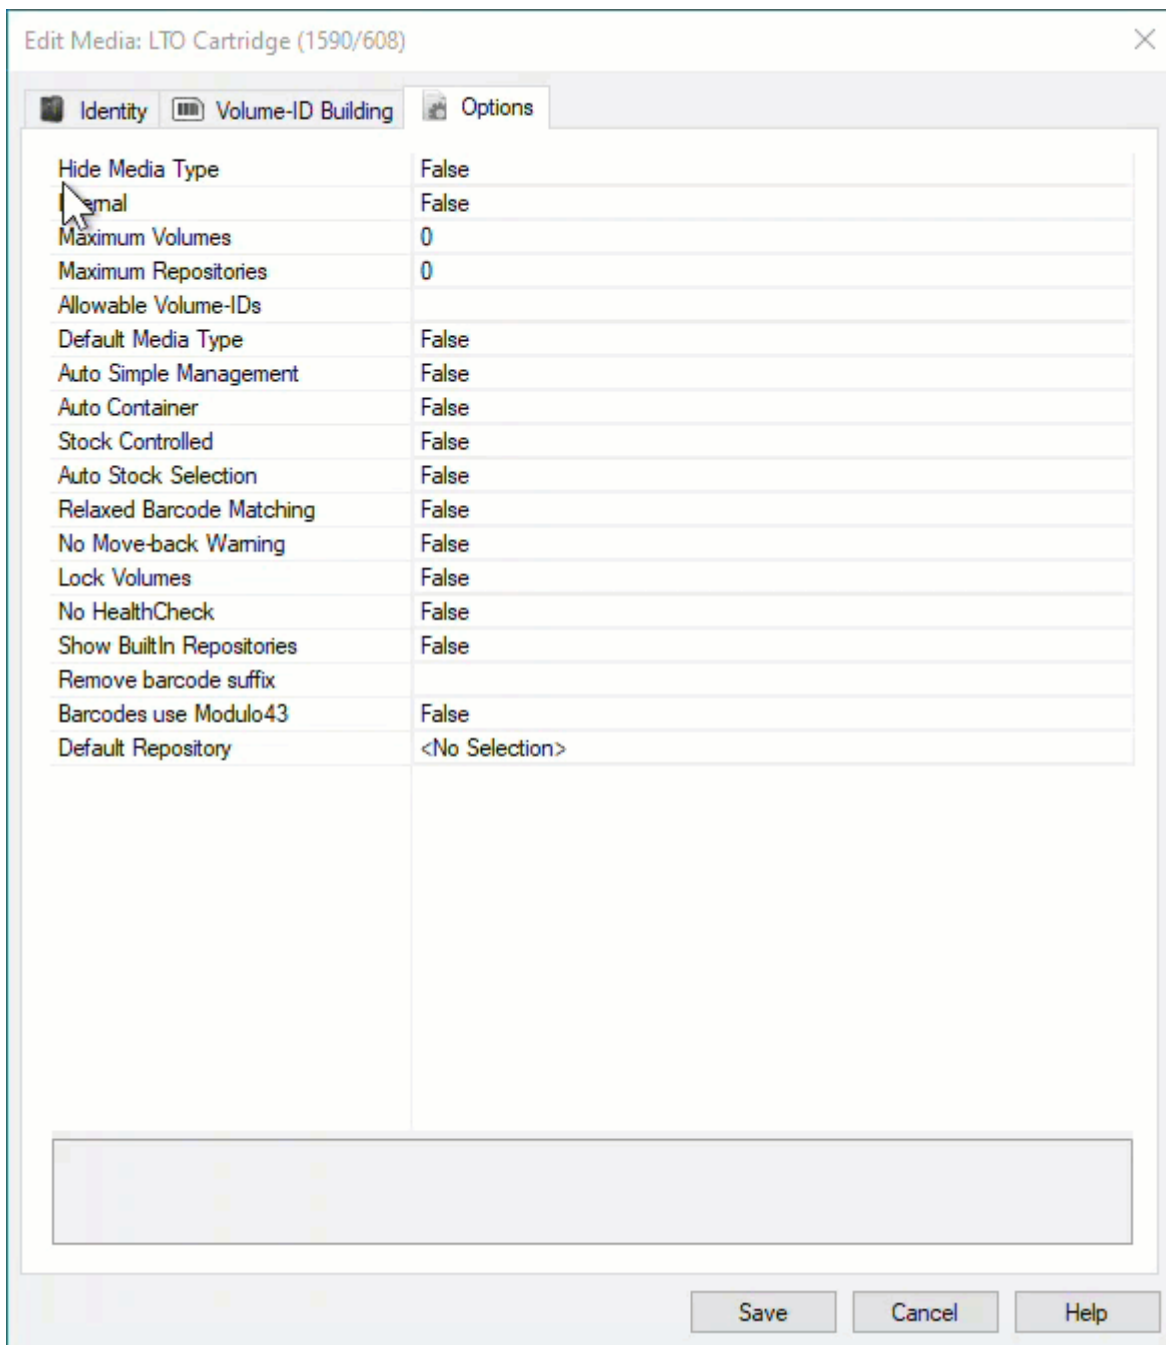 Edit Media: LTO Cartridge (1590/608)
Identity Volume-ID Building Options
Hide Media Type False
False
Maximum Volumes 0
Maximum Repositories 0
Allowable Volume-IDs
Default Media Type False
Auto Simple Management False
Auto Container False
Stock Controlled False
Auto Stock Selection False
Relaxed Barcode Matching False
No Move-back Warning False
Lock Volumes False
No HealthCheck False
Show BuiltIn Repositories False
Remove barcode suffix
Barcodes use Modulo43 False
Default Repository <No Selection>
Save Cancel Help